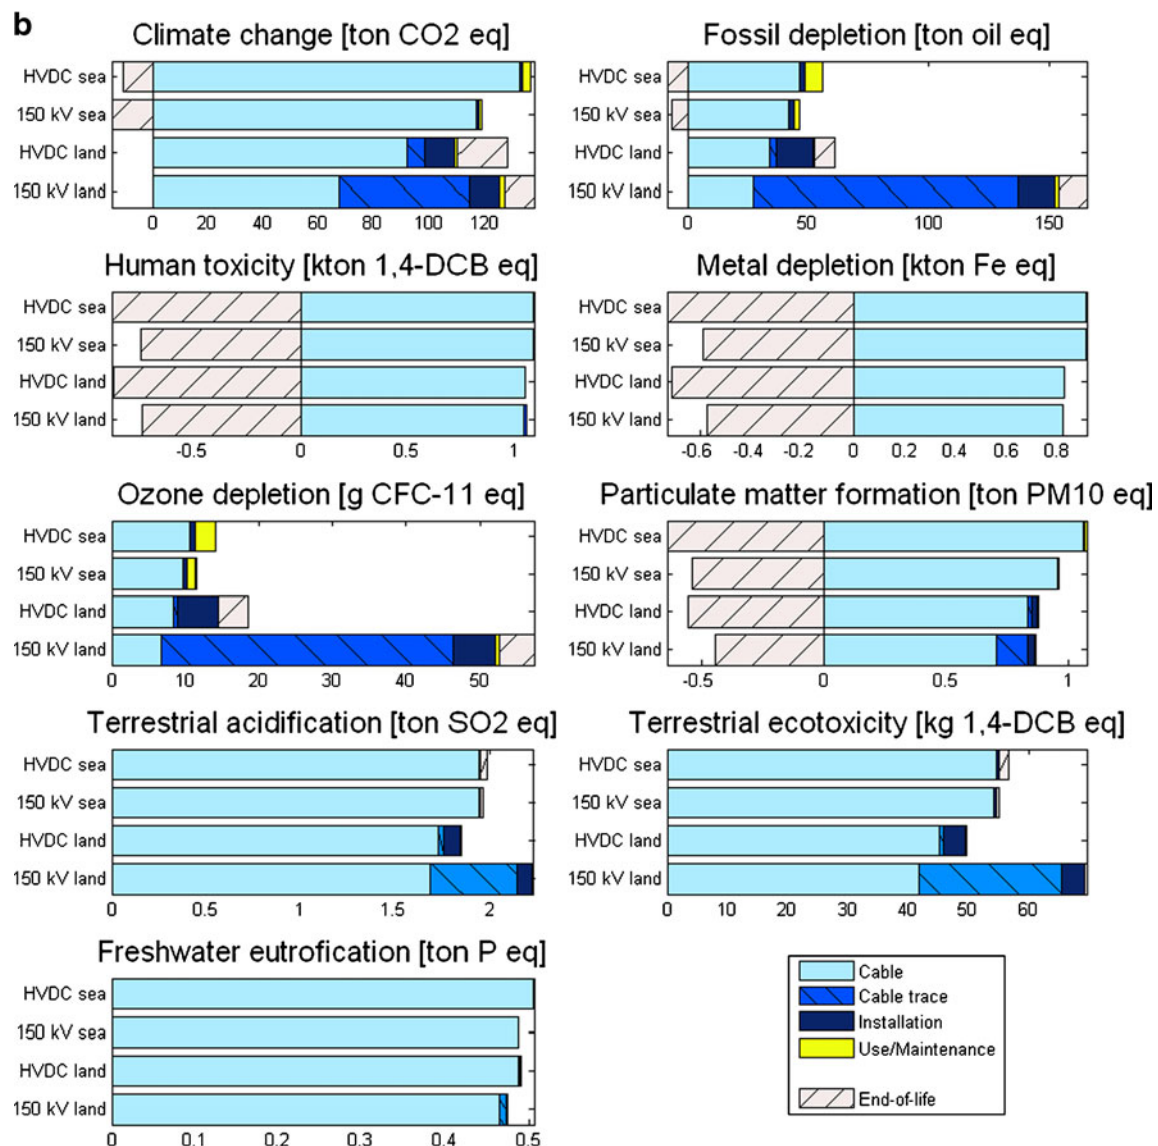 b
Climate change [ton CO2 eq]
HVDC sea
150 kV sea
HVDC land
150 kV land
0 20 40 60 80 100 120
Fossil depletion [ton oil eq]
HVDC sea
150 kV sea
HVDC land
150 kV land
0 50 100 150
Human toxicity [kton 1,4-DCB eq]
HVDC sea
150 kV sea
HVDC land
150 kV land
-0.5 0 0.5 1
Metal depletion [kton Fe eq]
HVDC sea
150 kV sea
HVDC land
150 kV land
-0.6 -0.4 -0.2 0 0.2 0.4 0.6 0.8
Ozone depletion [g CFC-11 eq]
HVDC sea
150 kV sea
HVDC land
150 kV land
0 10 20 30 40 50
Particulate matter formation [ton PM10 eq]
HVDC sea
150 kV sea
HVDC land
150 kV land
-0.5 0 0.5 1
Terrestrial acidification [ton SO2 eq]
HVDC sea
150 kV sea
HVDC land
150 kV land
0 0.5 1 1.5 2
Terrestrial ecotoxicity [kg 1,4-DCB eq]
HVDC sea
150 kV sea
HVDC land
150 kV land
0 10 20 30 40 50 60
Freshwater eutrofication [ton P eq]
HVDC sea
150 kV sea
HVDC land
150 kV land
0 0.1 0.2 0.3 0.4 0.5
Cable
Cable trace
Installation
Use/Maintenance
End-of-life